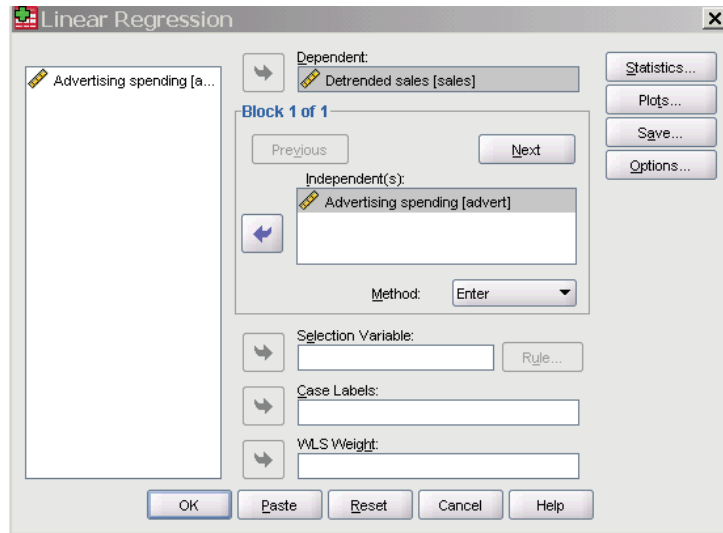 Linear Regression
Advertising spending [a...
Dependent:
Detrended sales [sales]
Block 1 of 1
Previous
Next
Independent(s):
Advertising spending [advert]
Method:
Enter
Selection Variable:
Rule...
Case Labels:
WLS Weight:
Statistics...
Plots...
Save...
Options...
OK
Paste
Reset
Cancel
Help